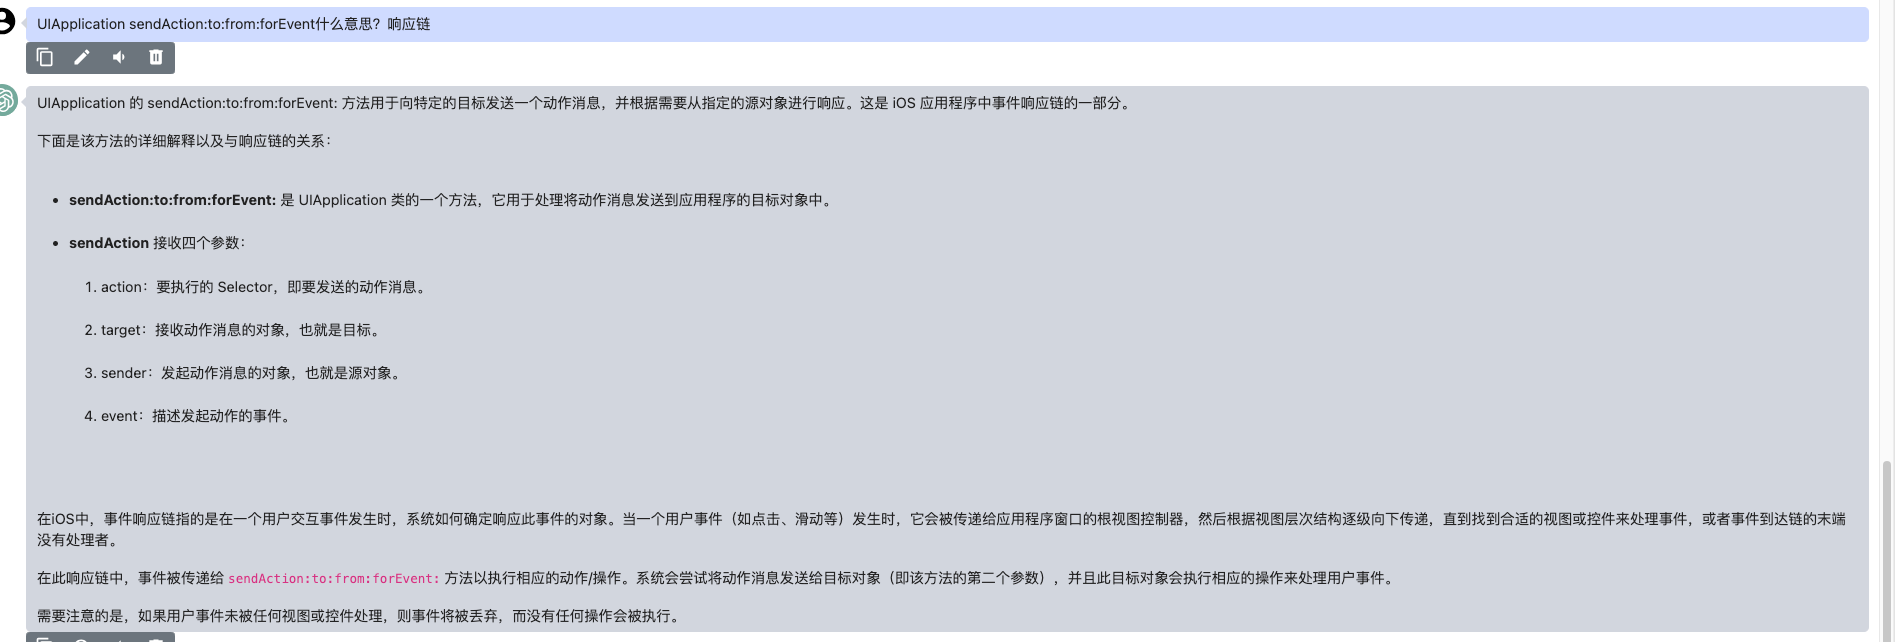 UIApplication sendAction:to:from:forEvent什么意思？响应链
UIApplication 的 sendAction:to:from:forEvent: 方法用于向特定的目标发送一个动作消息，并根据需要从指定的源对象进行响应。这是 iOS 应用程序中事件响应链的一部分。
下面是该方法的详细解释以及与响应链的关系：
• sendAction:to:from:forEvent: 是 UIApplication 类的一个方法，它用于处理将动作消息发送到应用程序的目标对象中。
• sendAction 接收四个参数：
1. action：要执行的 Selector，即要发送的动作消息。
2. target：接收动作消息的对象，也就是目标。
3. sender：发起动作消息的对象，也就是源对象。
4. event：描述发起动作的事件。
在iOS中，事件响应链指的是在一个用户交互事件发生时，系统如何确定响应此事件的对象。当一个用户事件（如点击、滑动等）发生时，它会被传递给应用程序窗口的根视图控制器，然后根据视图层次结构逐级向下传递，直到找到合适的视图或控件来处理事件，或者事件到达链的末端
没有处理者。
在此响应链中，事件被传递给 sendAction:to:from:forEvent: 方法以执行相应的动作/操作。系统会尝试将动作消息发送给目标对象（即该方法的第二个参数），并且此目标对象会执行相应的操作来处理用户事件。
需要注意的是，如果用户事件未被任何视图或控件处理，则事件将被丢弃，而没有任何操作会被执行。